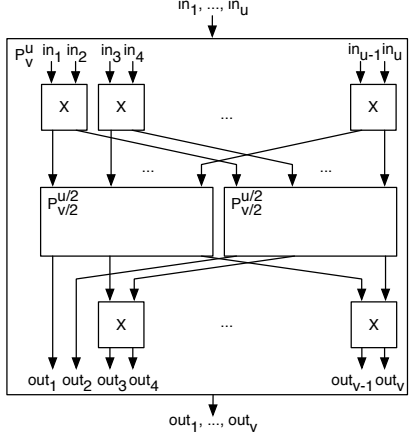 in1, ..., inu
Pvu in1 in2 in3 in4 inu-1 inu
X X ... X
... ...
Pv/2u/2 Pv/2u/2
X ... X
out1 out2 out3 out4 outv-1 outv
out1, ..., outv